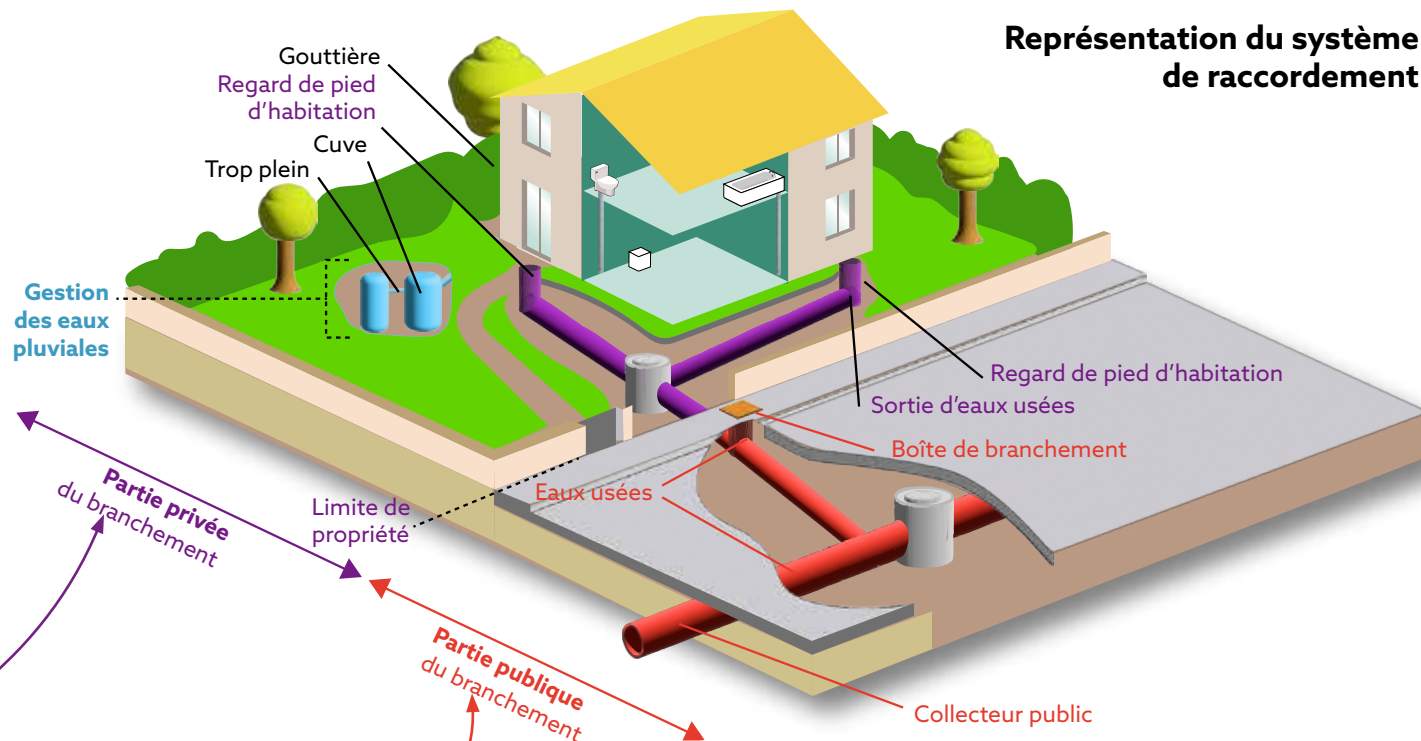 Représentation du système
de raccordement
Gouttière
Regard de pied
d’habitation
Cuve
Trop plein
Gestion
des eaux
pluviales
Regard de pied d’habitation
Sortie d’eaux usées
Boîte de branchement
Eaux usées
Limite de
propriété
Partie privée
du branchement
Partie publique
du branchement
Collecteur public